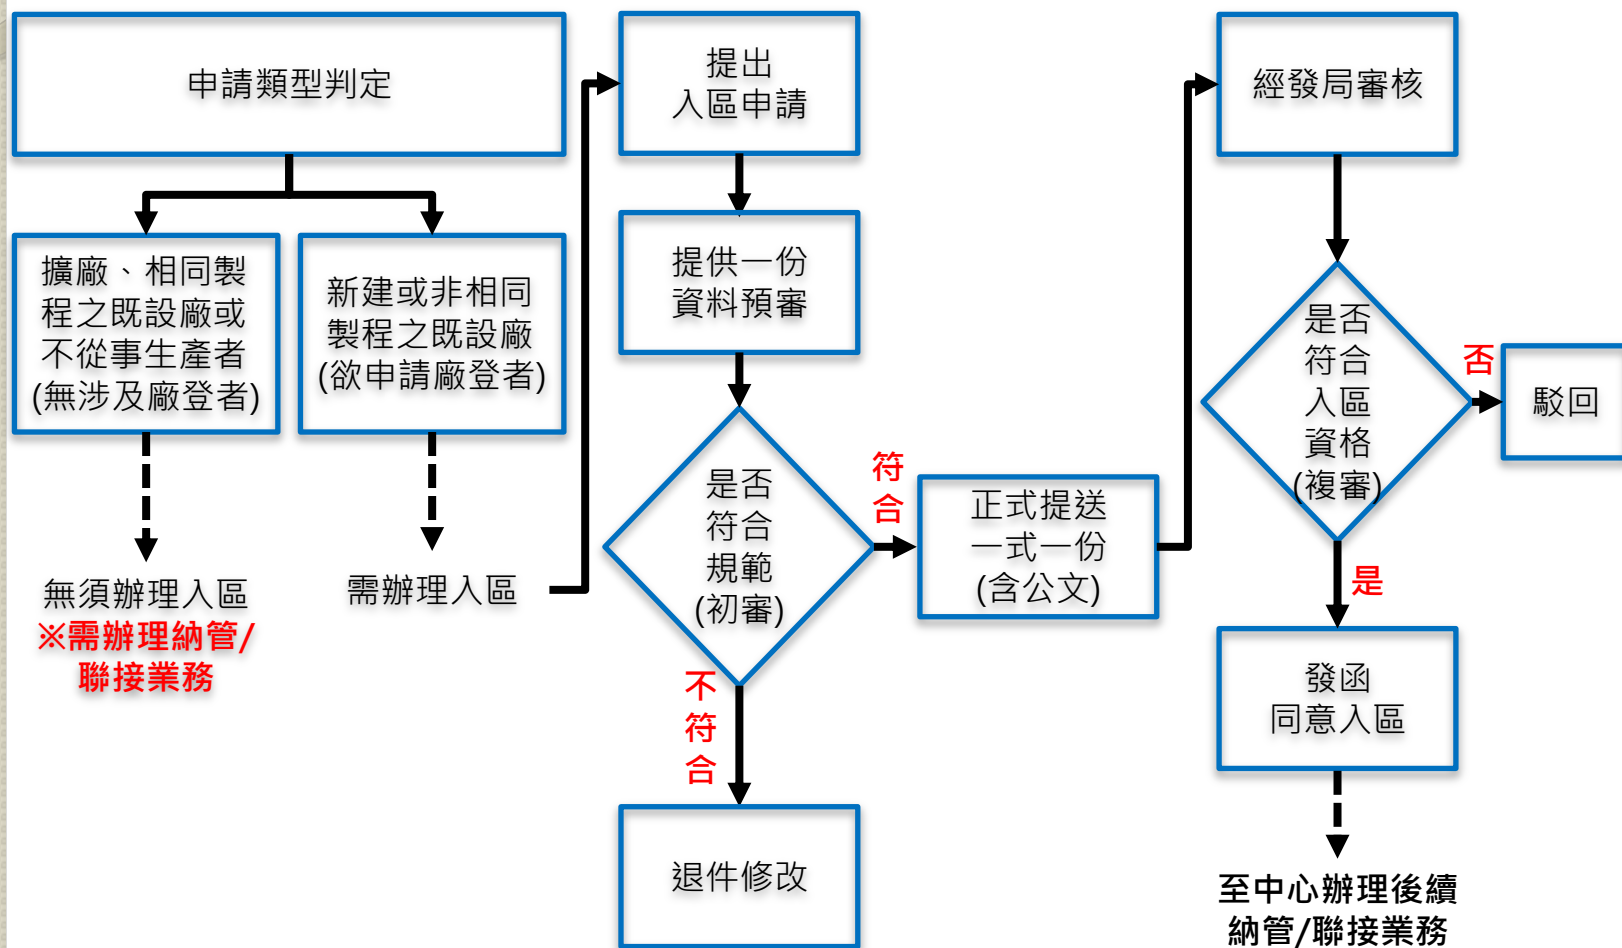 申請類型判定
擴廠、相同製
程之既設廠或
不從事生產者
(無涉及廠登者)
無須辦理入區
※需辦理納管/
聯接業務
新建或非相同
製程之既設廠
(欲申請廠登者)
需辦理入區
提出
入區申請
提供一份
資料預審
是否
符合
規範
(初審)
不
符
合
退件修改
符
合
正式提送
一式一份
(含公文)
經發局審核
是否
符合
入區
資格
(複審)
否
駁回
是
發函
同意入區
至中心辦理後續
納管/聯接業務